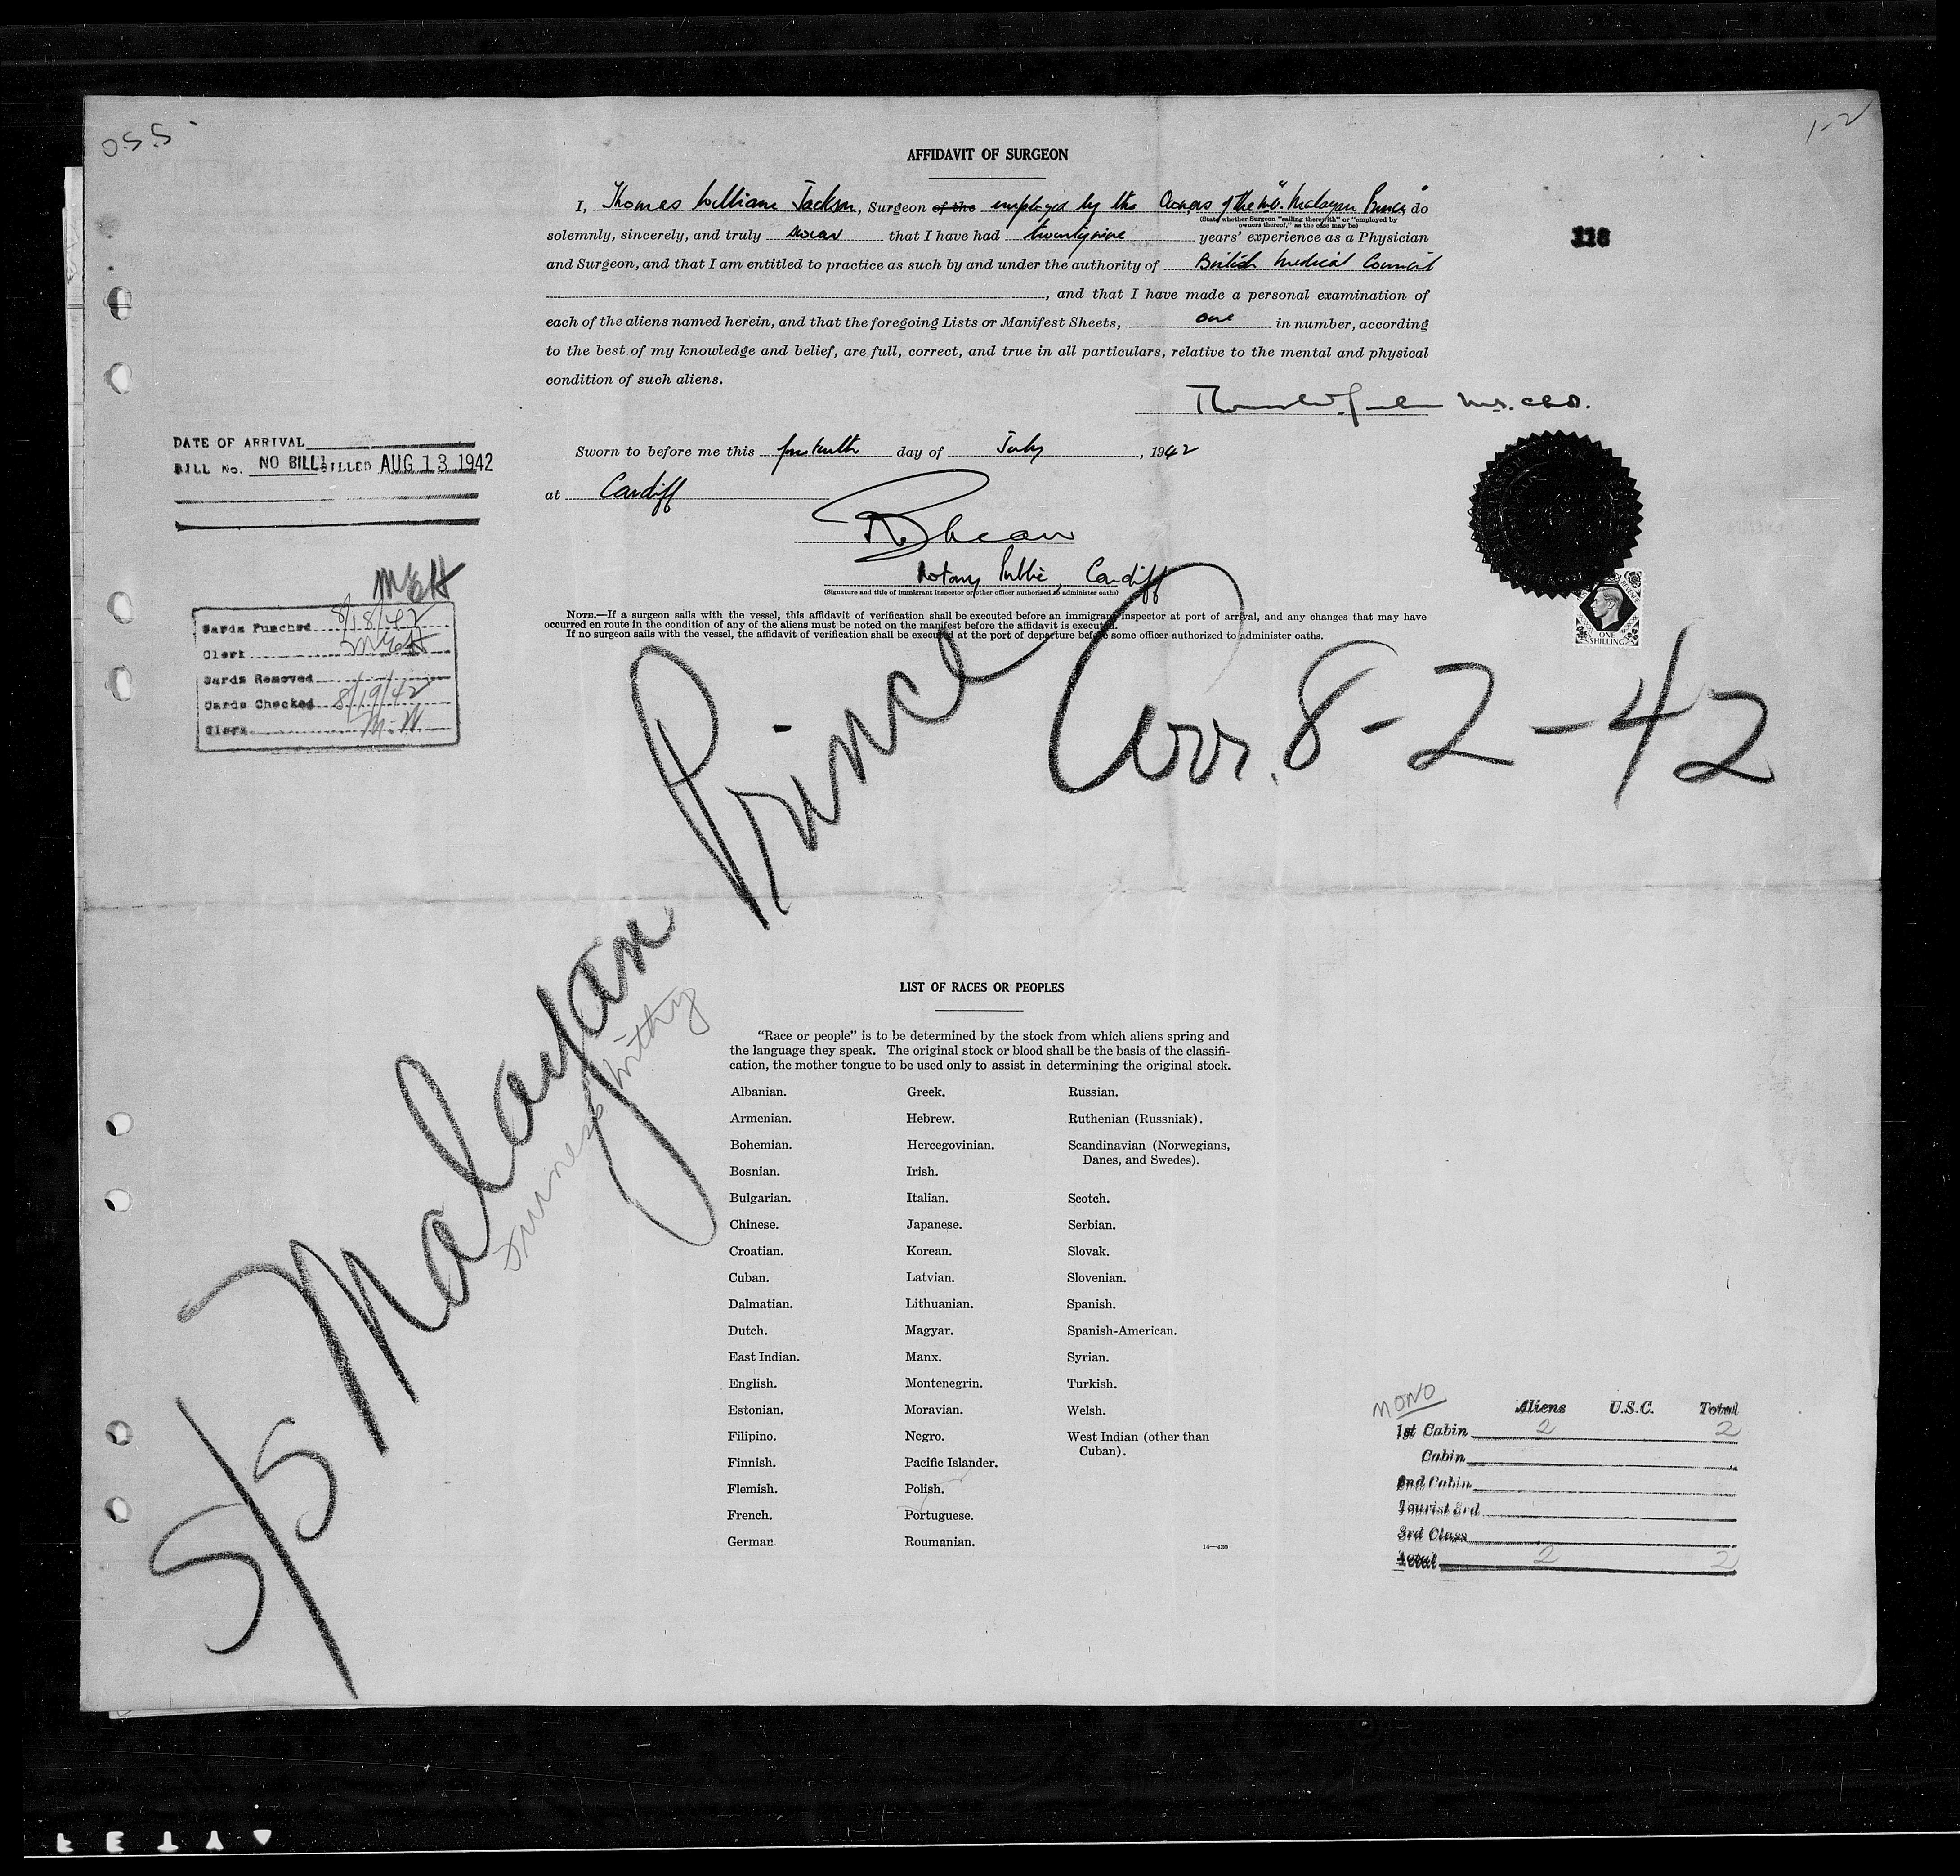 O.S.S.
1-2
AFFIDAVIT OF SURGEON
I, Thomas William Jackson, Surgeon of the employed by the Owners of the m.v. "Malayan Prince" do
(State whether Surgeon "sailing therewith" or "employed by
owners thereof," as the case may be)
solemnly, sincerely, and truly swear that I have had twentynine years' experience as a Physician
118
and Surgeon, and that I am entitled to practice as such by and under the authority of British Medical Council
, and that I have made a personal examination of
each of the aliens named herein, and that the foregoing Lists or Manifest Sheets, one in number, according
to the best of my knowledge and belief, are full, correct, and true in all particulars, relative to the mental and physical
condition of such aliens.
DATE OF ARRIVAL
BILL No. NO BILL BILLED AUG 13 1942
Sworn to before me this fourteenth day of July, 1942
at Cardiff
Notary Public, Cardiff
(Signature and title of immigrant inspector or other officer authorized to administer oaths)
NOTE.—If a surgeon sails with the vessel, this affidavit of verification shall be executed before an immigrant inspector at port of arrival, and any changes that may have
occurred en route in the condition of any of the aliens must be noted on the manifest before the affidavit is executed.
If no surgeon sails with the vessel, the affidavit of verification shall be executed at the port of departure before some officer authorized to administer oaths.
ONE
SHILLING
Cards Punched 8/18/42
Clerk
Cards Removed
Cards Checked 8/19/42
Clerk M.W.
S/S Malayan Prince Arr. 8-2-42
Furness Withy
LIST OF RACES OR PEOPLES
"Race or people" is to be determined by the stock from which aliens spring and
the language they speak. The original stock or blood shall be the basis of the classifi-
cation, the mother tongue to be used only to assist in determining the original stock.
Albanian. Greek. Russian.
Armenian. Hebrew. Ruthenian (Russniak).
Bohemian. Hercegovinian. Scandinavian (Norwegians,
Danes, and Swedes).
Bosnian. Irish.
Bulgarian. Italian. Scotch.
Chinese. Japanese. Serbian.
Croatian. Korean. Slovak.
Cuban. Latvian. Slovenian.
Dalmatian. Lithuanian. Spanish.
Dutch. Magyar. Spanish-American.
East Indian. Manx. Syrian.
English. Montenegrin. Turkish.
Estonian. Moravian. Welsh.
Filipino. Negro. West Indian (other than
Cuban).
Finnish. Pacific Islander.
Flemish. Polish.
French. Portuguese.
German. Roumanian.
14—430
MONO
Aliens U.S.C. Total
1st Cabin 2 2
Cabin
2nd Cabin
Tourist 3rd
3rd Class
Total 2 2